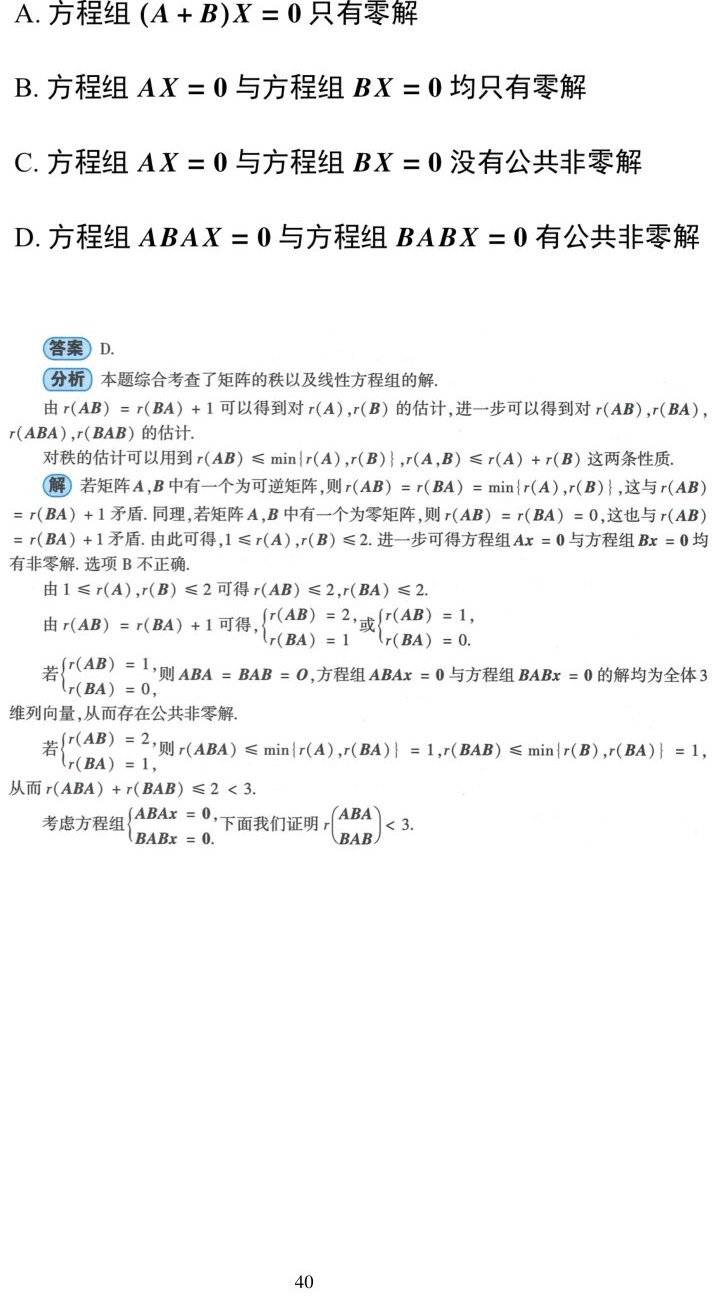 A. 方程组 (A + B)X = 0 只有零解
B. 方程组 AX = 0 与方程组 BX = 0 均只有零解
C. 方程组 AX = 0 与方程组 BX = 0 没有公共非零解
D. 方程组 ABAX = 0 与方程组 BABX = 0 有公共非零解
答案 D.
分析 本题综合考查了矩阵的秩以及线性方程组的解.
由 r(AB) = r(BA) + 1 可以得到对 r(A),r(B) 的估计,进一步可以得到对 r(AB),r(BA),
r(ABA),r(BAB) 的估计.
对秩的估计可以用到 r(AB) ≤ min{r(A),r(B)},r(A,B) ≤ r(A) + r(B) 这两条性质.
解 若矩阵 A,B 中有一个为可逆矩阵,则 r(AB) = r(BA) = min{r(A),r(B)},这与 r(AB)
= r(BA) + 1 矛盾. 同理,若矩阵 A,B 中有一个为零矩阵,则 r(AB) = r(BA) = 0,这也与 r(AB)
= r(BA) + 1 矛盾. 由此可得,1 ≤ r(A),r(B) ≤ 2. 进一步可得方程组 Ax = 0 与方程组 Bx = 0 均
有非零解. 选项 B 不正确.
由 1 ≤ r(A),r(B) ≤ 2 可得 r(AB) ≤ 2,r(BA) ≤ 2.
由 r(AB) = r(BA) + 1 可得, { r(AB) = 2, r(BA) = 1 或 { r(AB) = 1, r(BA) = 0.
若 { r(AB) = 1, r(BA) = 0, 则 ABA = BAB = O,方程组 ABAx = 0 与方程组 BABx = 0 的解均为全体 3
维列向量,从而存在公共非零解.
若 { r(AB) = 2, r(BA) = 1, 则 r(ABA) ≤ min{r(A),r(BA)} = 1,r(BAB) ≤ min{r(B),r(BA)} = 1,
从而 r(ABA) + r(BAB) ≤ 2 < 3.
考虑方程组 { ABAx = 0, BABx = 0. 下面我们证明 r(ABA BAB) < 3.
40